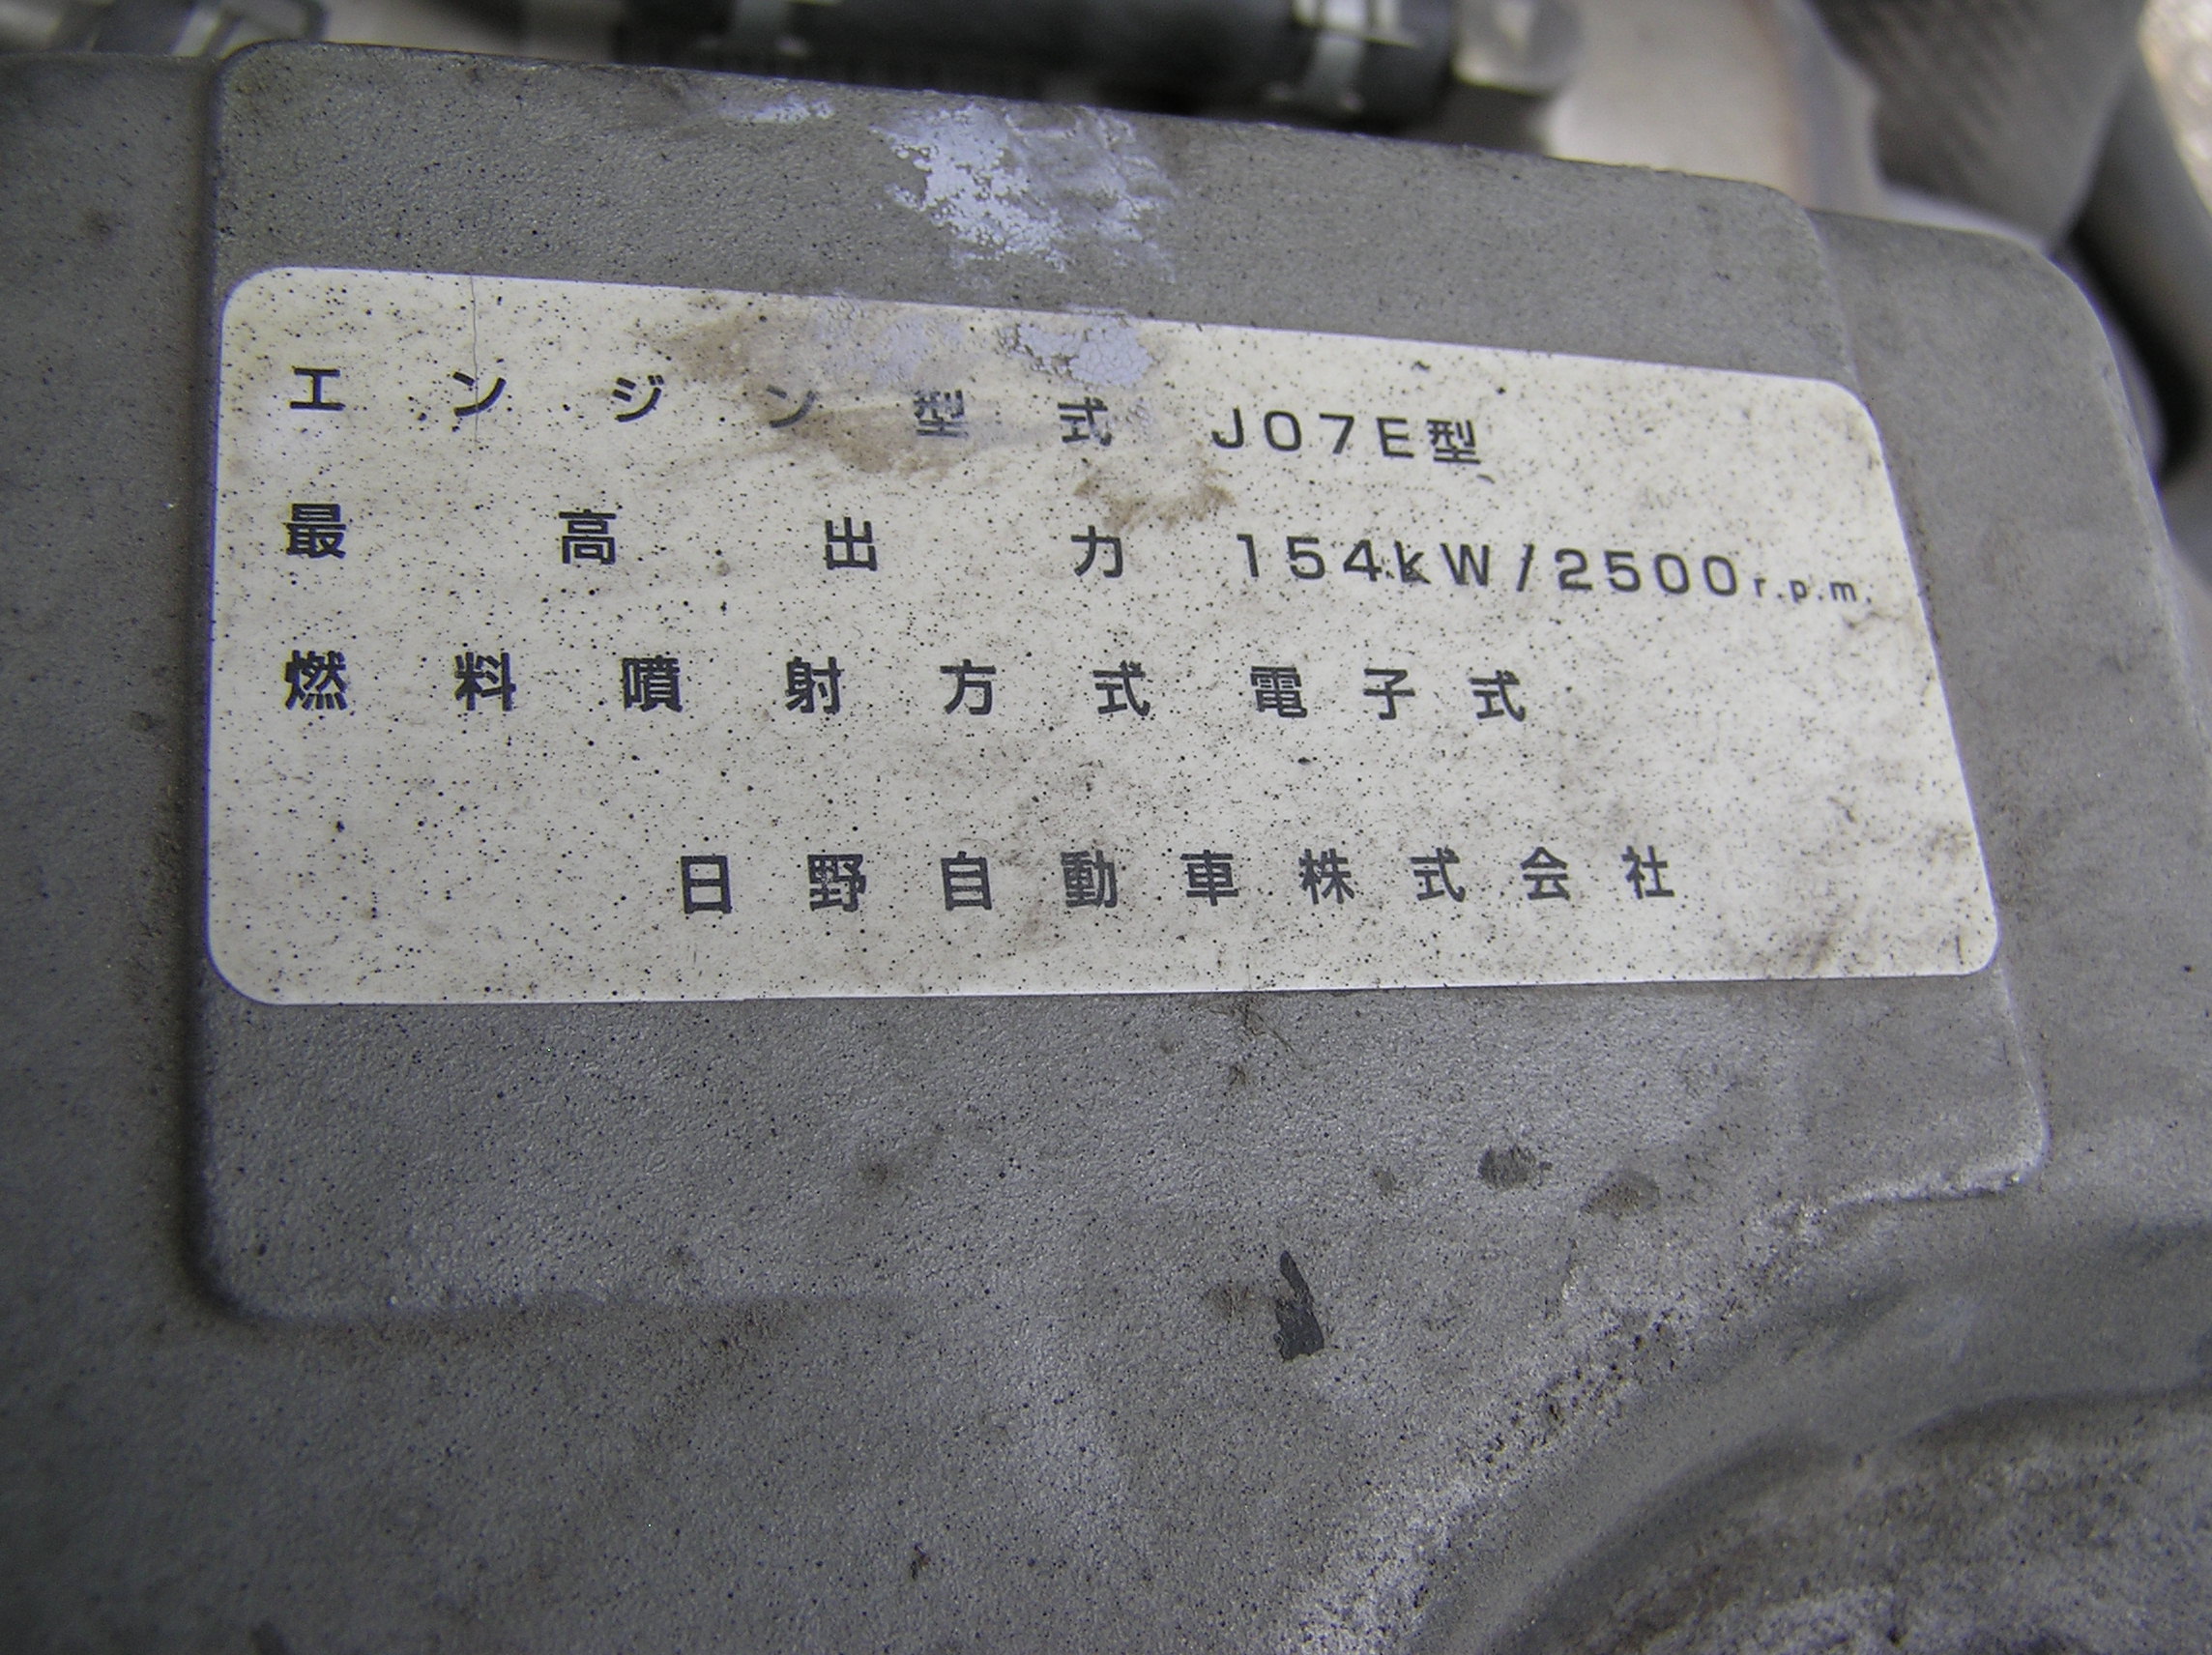 エンジン型式 J07E型
最高出力 154kW/2500r.p.m.
燃料噴射方式 電子式
日野自動車株式会社